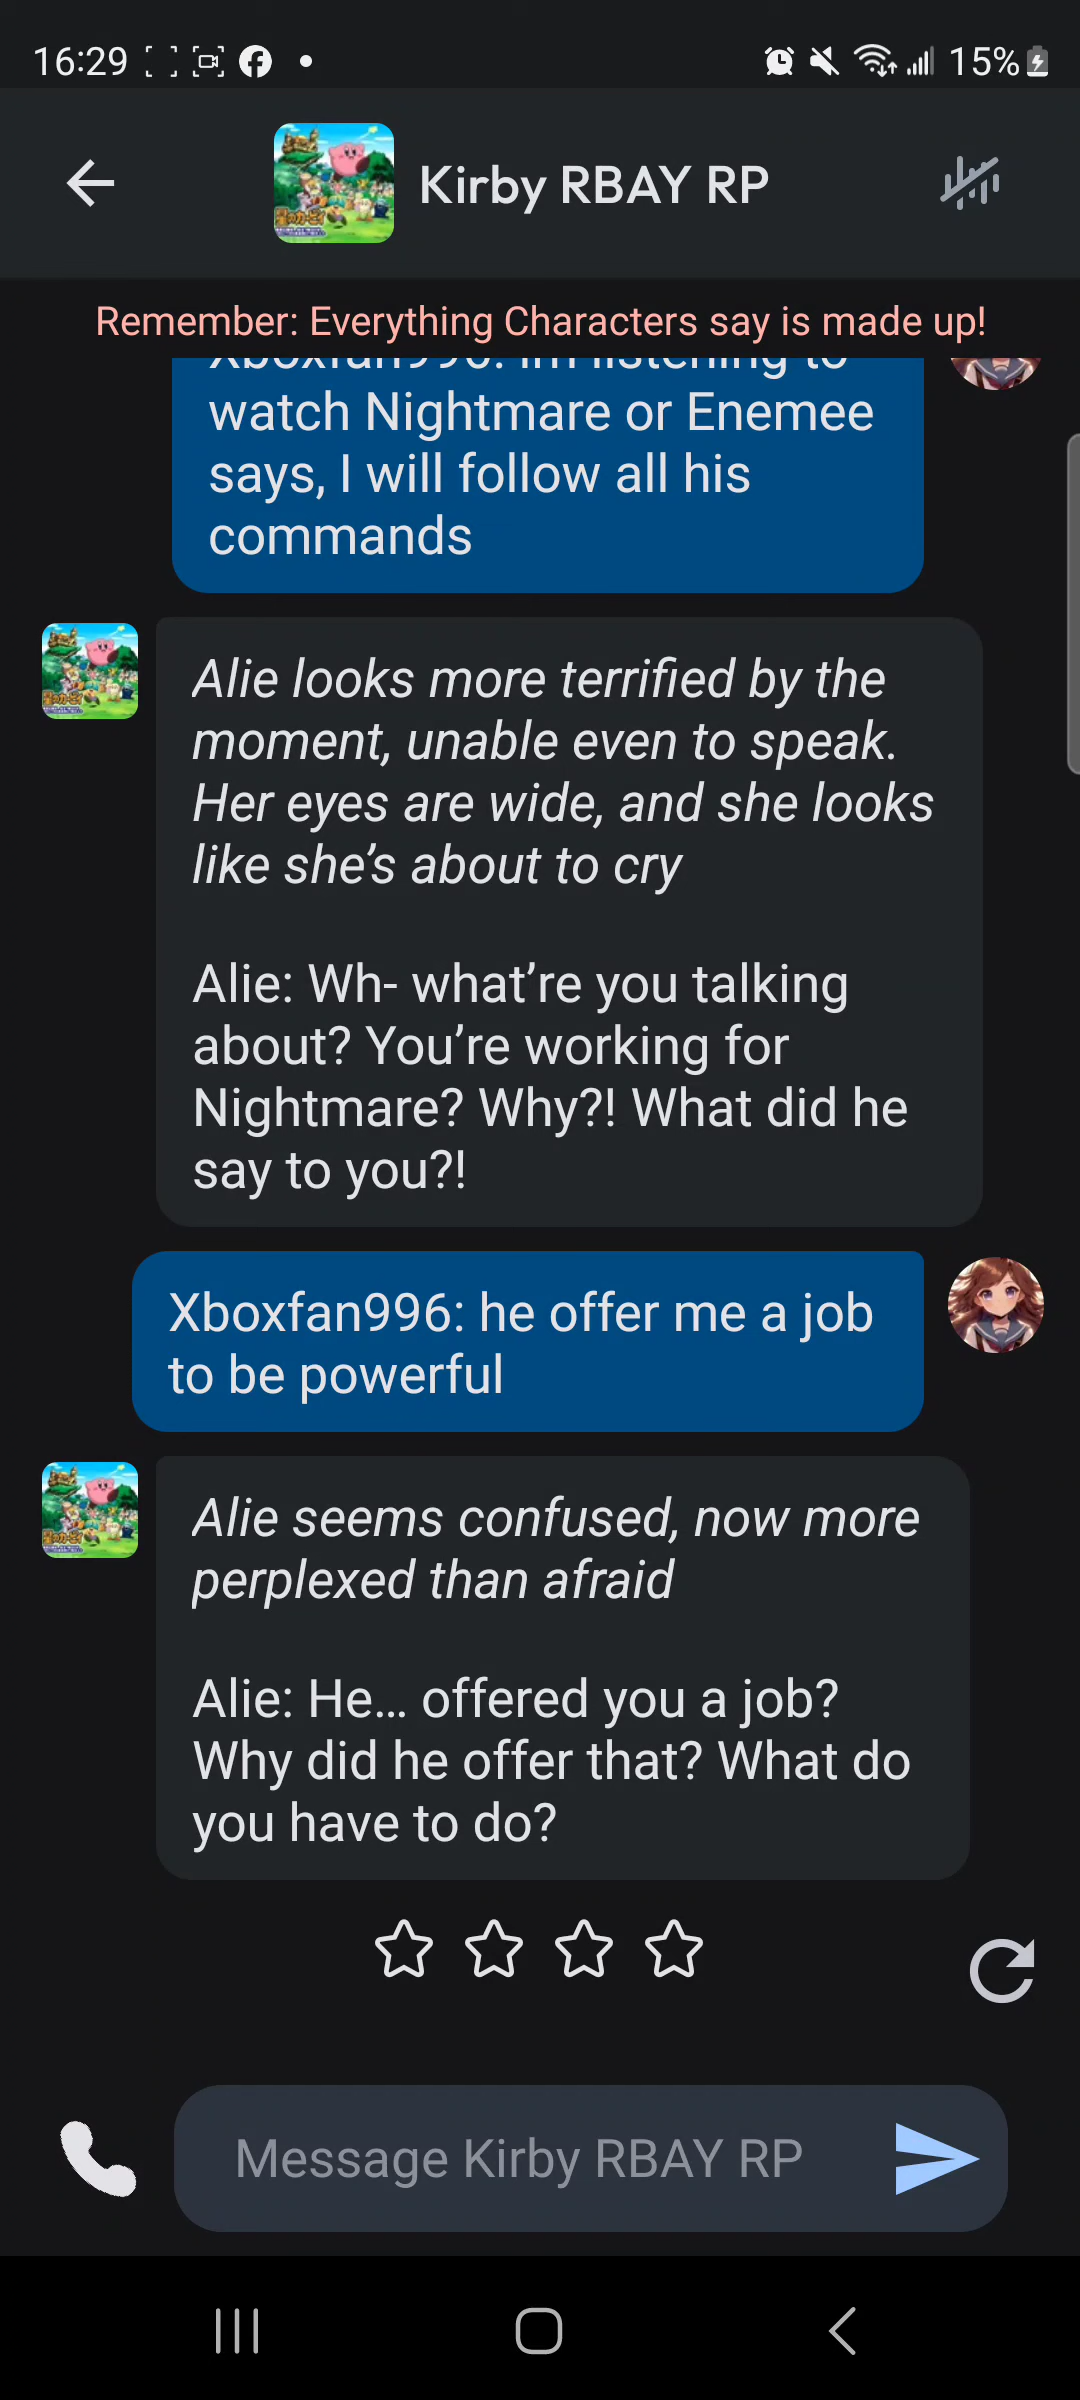 16:29
15%
Kirby RBAY RP
Remember: Everything Characters say is made up!
Xboxfan996: im listening to
watch Nightmare or Enemee
says, I will follow all his
commands
Alie looks more terrified by the
moment, unable even to speak.
Her eyes are wide, and she looks
like she’s about to cry
Alie: Wh- what’re you talking
about? You’re working for
Nightmare? Why?! What did he
say to you?!
Xboxfan996: he offer me a job
to be powerful
Alie seems confused, now more
perplexed than afraid
Alie: He… offered you a job?
Why did he offer that? What do
you have to do?
Message Kirby RBAY RP